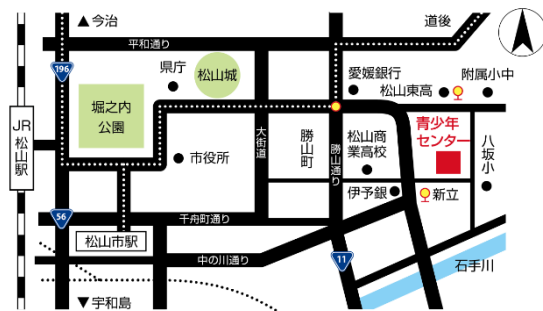 ▲今治
道後
平和通り
196
県庁
松山城
愛媛銀行
松山東高
附属小中
堀之内
公園
JR
松山駅
大街道
勝山町
勝山通り
松山商
業高校
青少年
センター
八坂小
市役所
伊予銀
新立
56
千舟町通り
松山市駅
中の川通り
11
石手川
▼宇和島